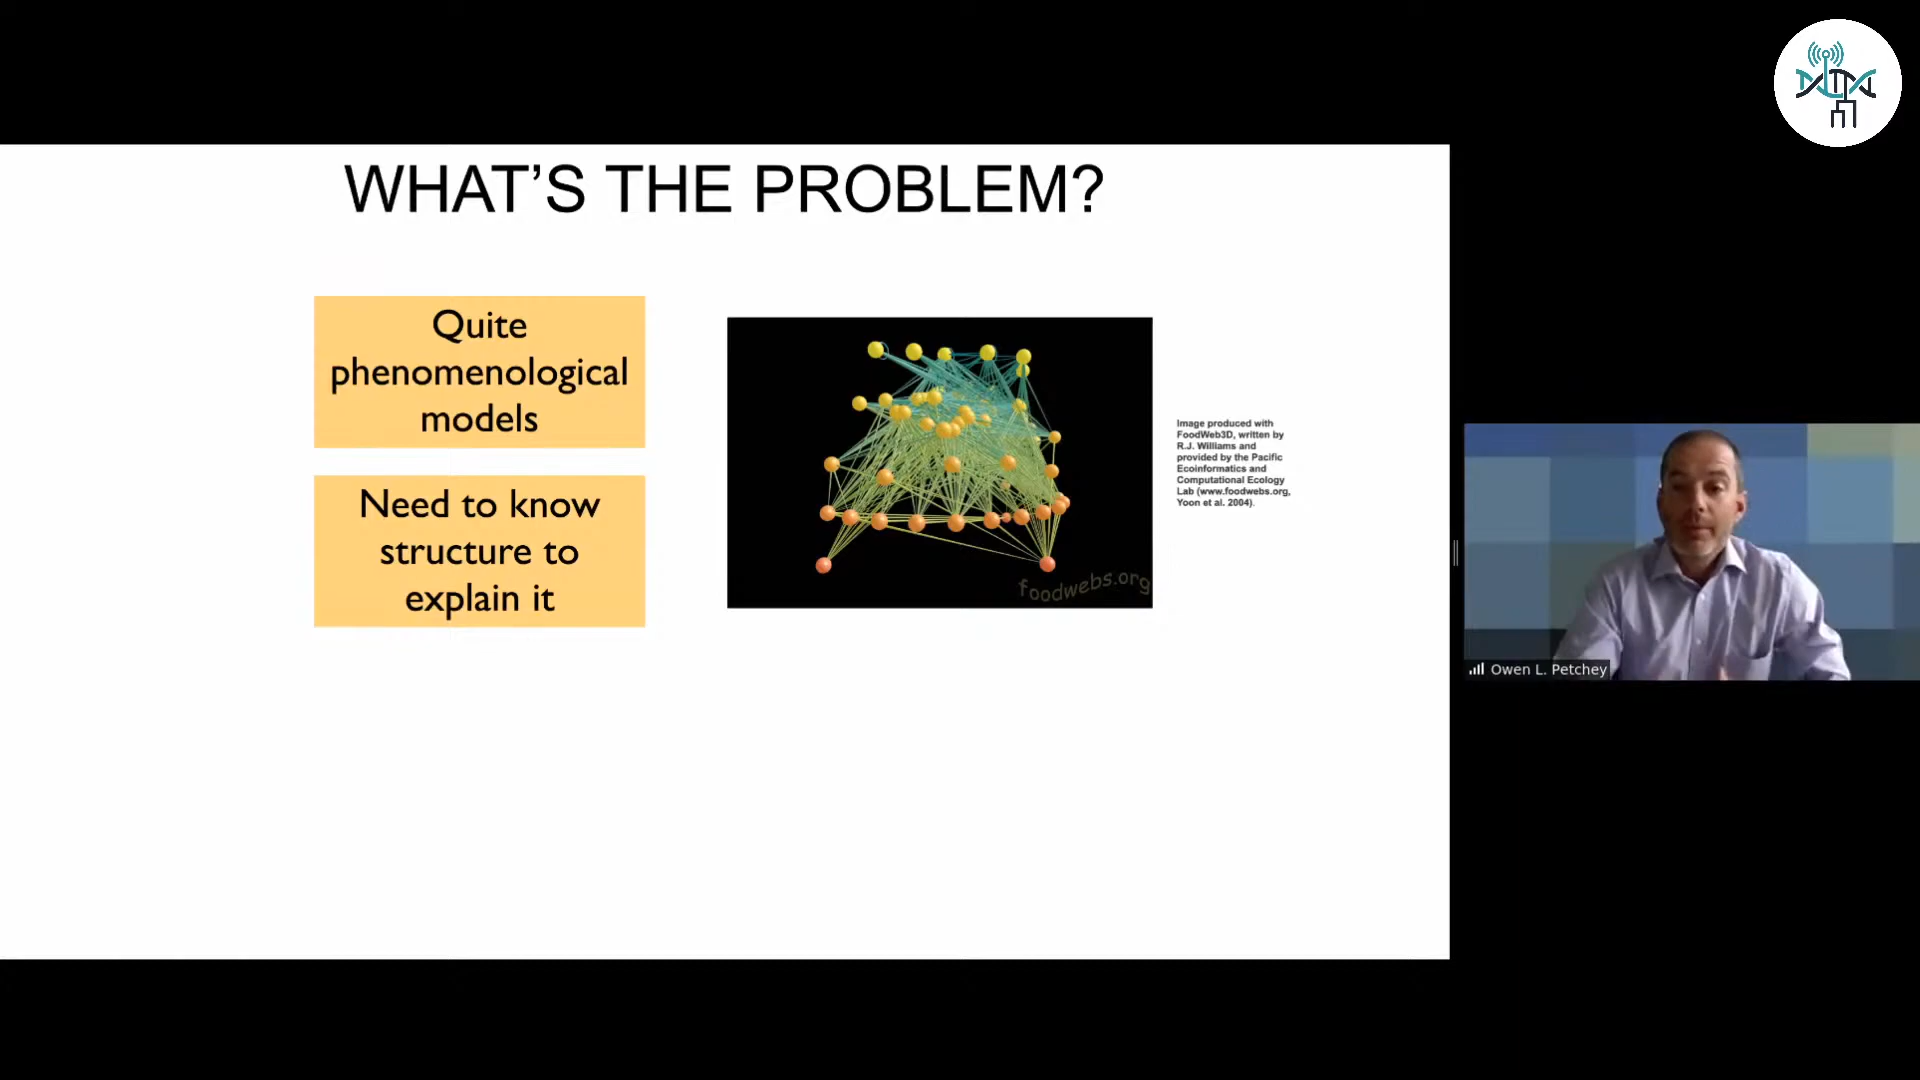 WHAT’S THE PROBLEM?
Quite
phenomenological
models
Need to know
structure to
explain it
foodwebs.org
Image produced with
FoodWeb3D, written by
R.J. Williams and
provided by the Pacific
Ecoinformatics and
Computational Ecology
Lab (www.foodwebs.org,
Yoon et al. 2004).
Owen L. Petchey